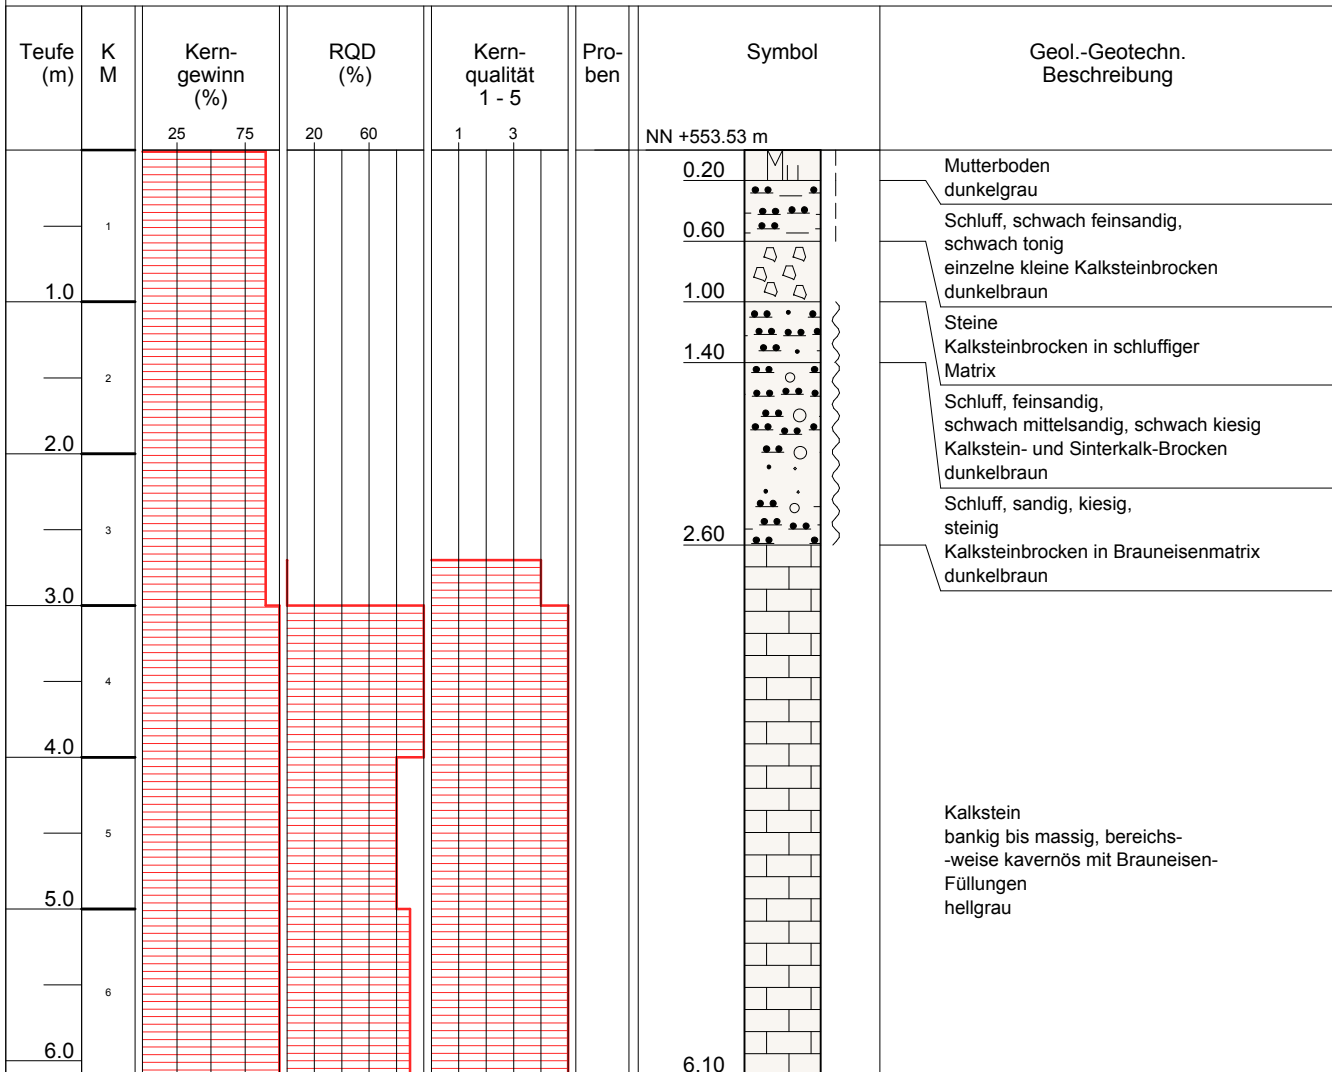 Teufe
(m)
K
M
Kern-
gewinn
(%)
25 75
RQD
(%)
20 60
Kern-
qualität
1 - 5
1 3
Pro-
ben
Symbol
Geol.-Geotechn.
Beschreibung
NN +553.53 m
0.20
Mutterboden
dunkelgrau
0.60
Schluff, schwach feinsandig,
schwach tonig
einzelne kleine Kalksteinbrocken
dunkelbraun
1
1.0
1.00
Steine
Kalksteinbrocken in schluffiger
Matrix
1.40
2
Schluff, feinsandig,
schwach mittelsandig, schwach kiesig
Kalkstein- und Sinterkalk-Brocken
dunkelbraun
2.0
3
2.60
Schluff, sandig, kiesig,
steinig
Kalksteinbrocken in Brauneisenmatrix
dunkelbraun
3.0
4
4.0
5
Kalkstein
bankig bis massig, bereichs-
-weise kavernös mit Brauneisen-
Füllungen
hellgrau
5.0
6
6.0
6.10